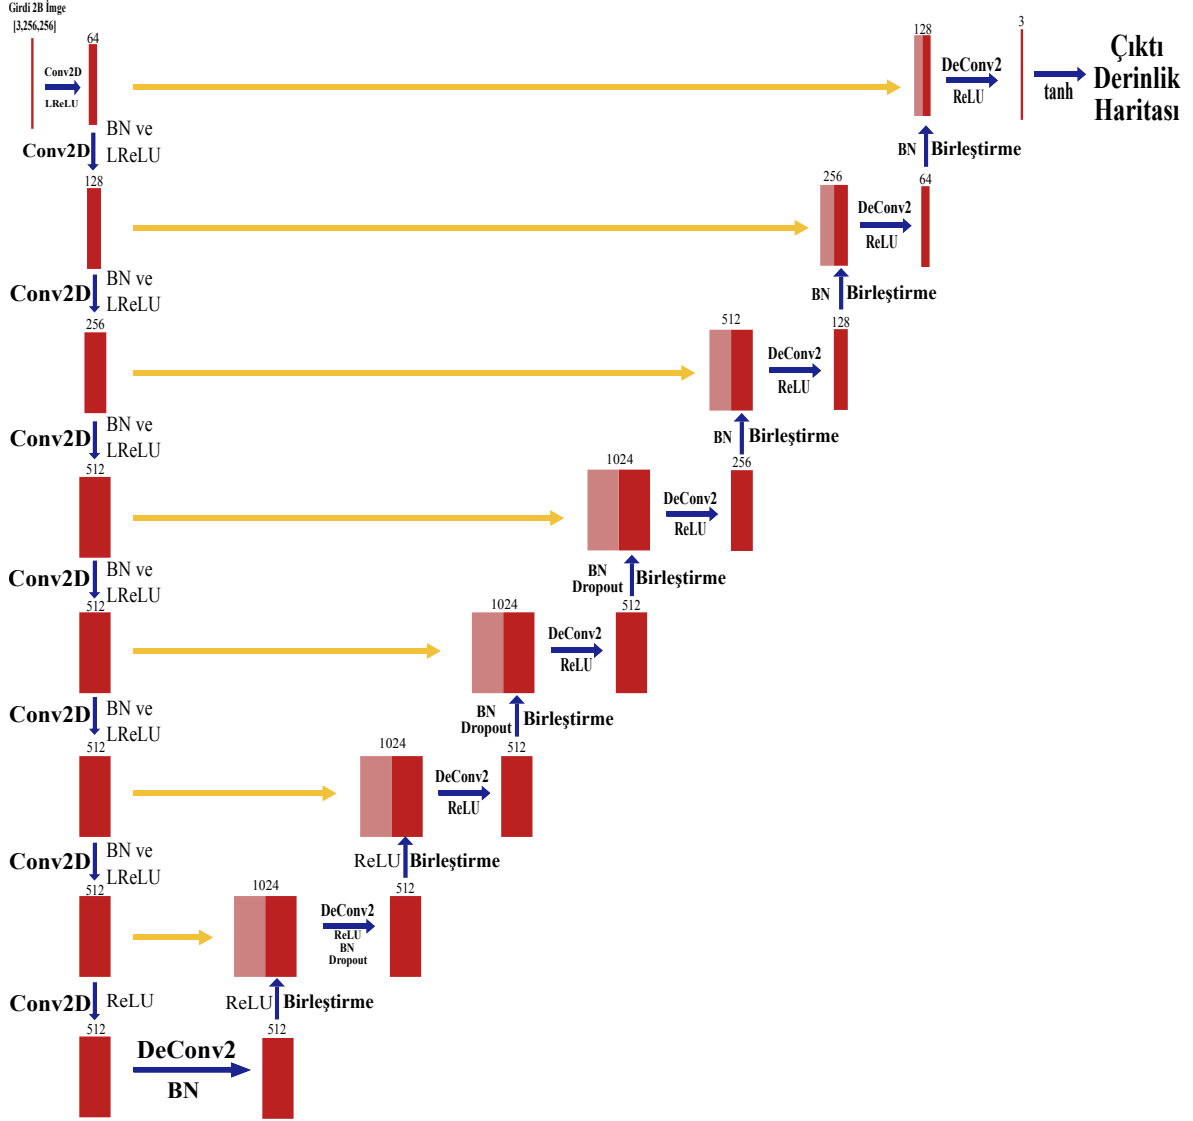 Girdi 2B İmge
[3,256,256]
64
Conv2D
LReLU
128
DeConv2
ReLU
3
tanh
Çıktı
Derinlik
Haritası
Conv2D
BN ve
LReLU
BN
Birleştirme
128
256
DeConv2
ReLU
64
Conv2D
BN ve
LReLU
BN
Birleştirme
256
512
DeConv2
ReLU
128
Conv2D
BN ve
LReLU
BN
Birleştirme
512
1024
DeConv2
ReLU
256
Conv2D
BN ve
LReLU
BN
Dropout
Birleştirme
512
1024
DeConv2
ReLU
512
Conv2D
BN ve
LReLU
BN
Dropout
Birleştirme
512
1024
DeConv2
ReLU
512
Conv2D
BN ve
LReLU
ReLU
Birleştirme
512
1024
DeConv2
ReLU
BN
Dropout
512
Conv2D
ReLU
ReLU
Birleştirme
512
DeConv2
BN
512